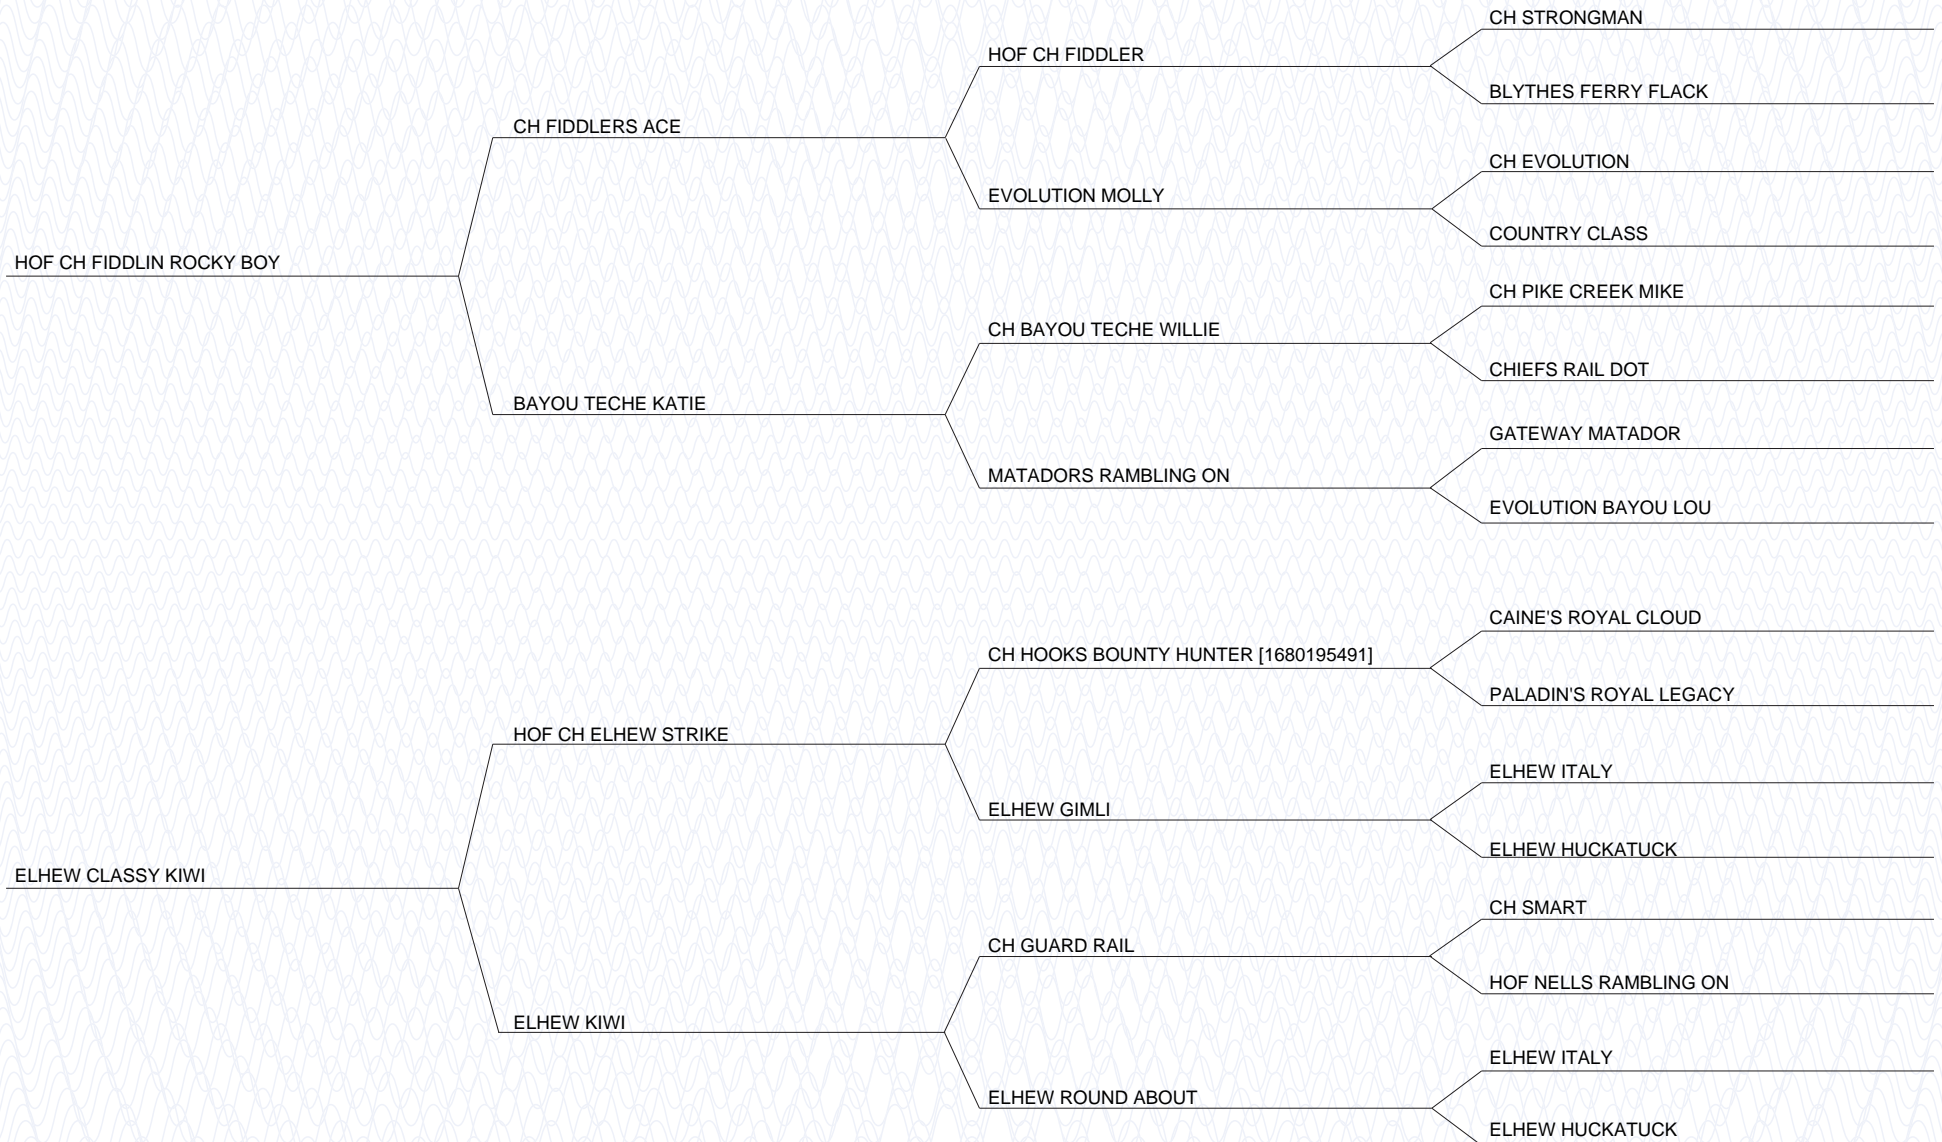 CH STRONGMAN
HOF CH FIDDLER
BLYTHES FERRY FLACK
CH FIDDLERS ACE
CH EVOLUTION
EVOLUTION MOLLY
COUNTRY CLASS
HOF CH FIDDLIN ROCKY BOY
CH PIKE CREEK MIKE
CH BAYOU TECHE WILLIE
CHIEFS RAIL DOT
BAYOU TECHE KATIE
GATEWAY MATADOR
MATADORS RAMBLING ON
EVOLUTION BAYOU LOU
CAINE'S ROYAL CLOUD
CH HOOKS BOUNTY HUNTER [1680195491]
PALADIN'S ROYAL LEGACY
HOF CH ELHEW STRIKE
ELHEW ITALY
ELHEW GIMLI
ELHEW HUCKATUCK
ELHEW CLASSY KIWI
CH SMART
CH GUARD RAIL
HOF NELLS RAMBLING ON
ELHEW KIWI
ELHEW ITALY
ELHEW ROUND ABOUT
ELHEW HUCKATUCK